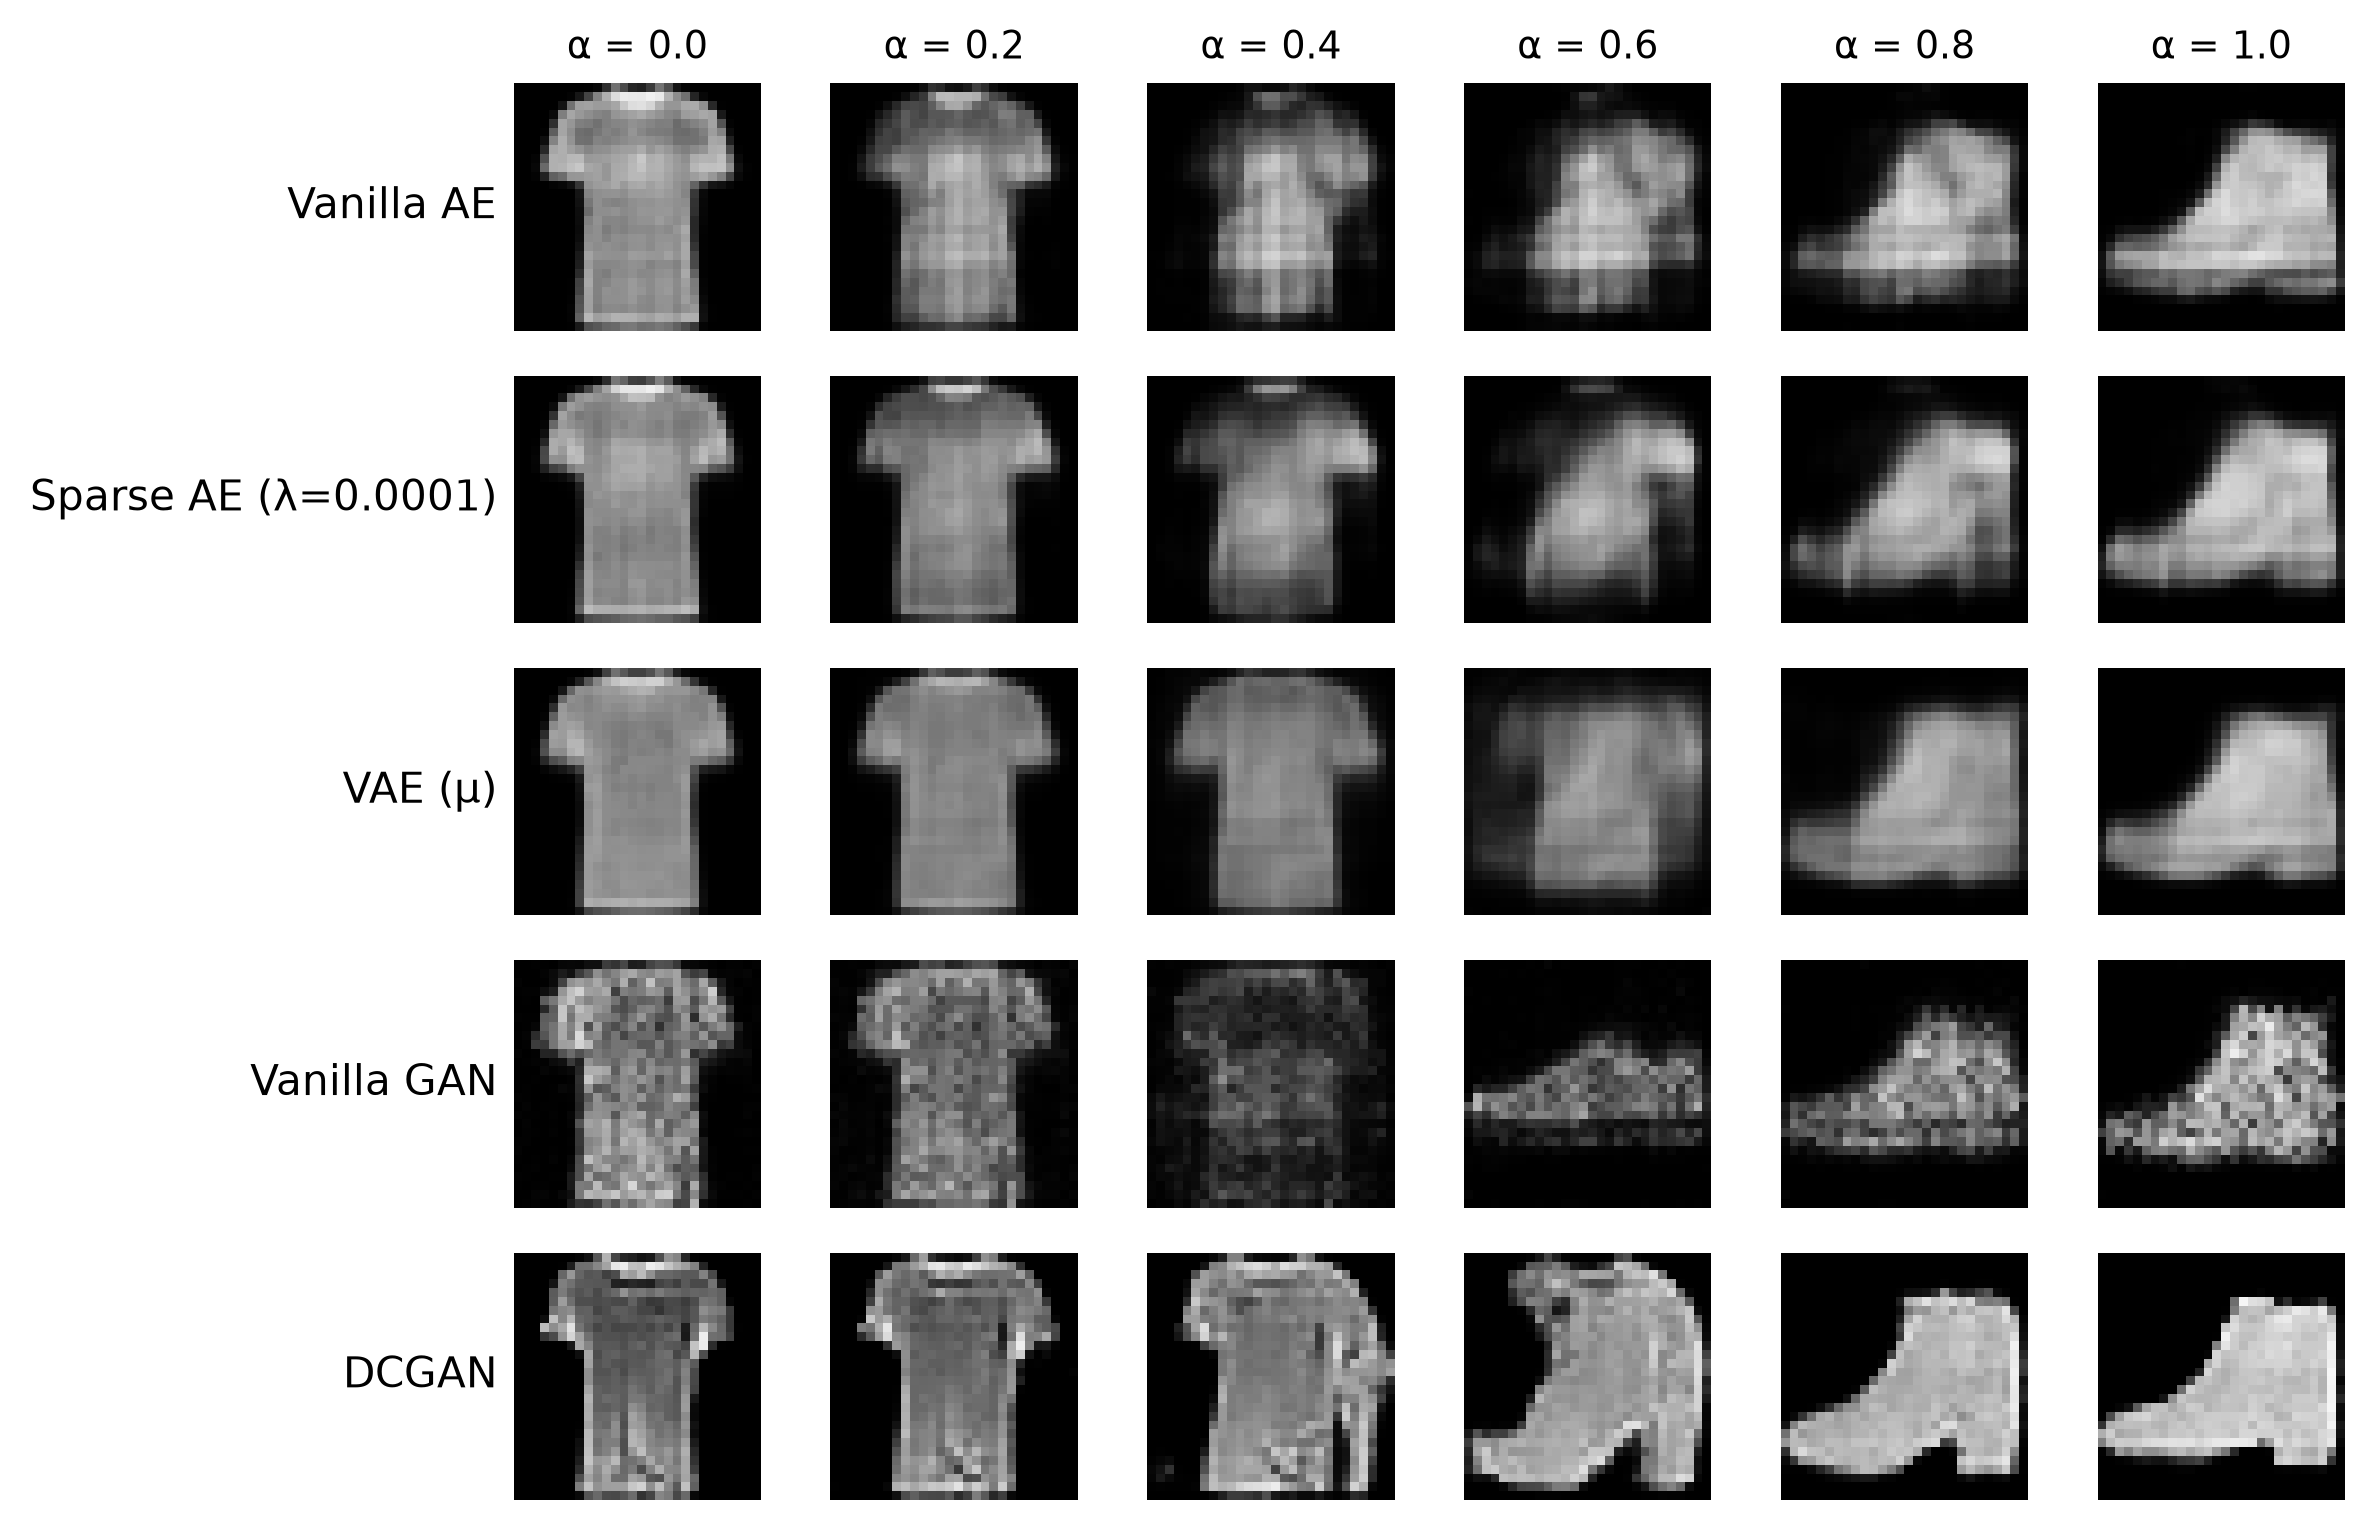 α = 0.0 α = 0.2 α = 0.4 α = 0.6 α = 0.8 α = 1.0
Vanilla AE
Sparse AE (λ=0.0001)
VAE (μ)
Vanilla GAN
DCGAN